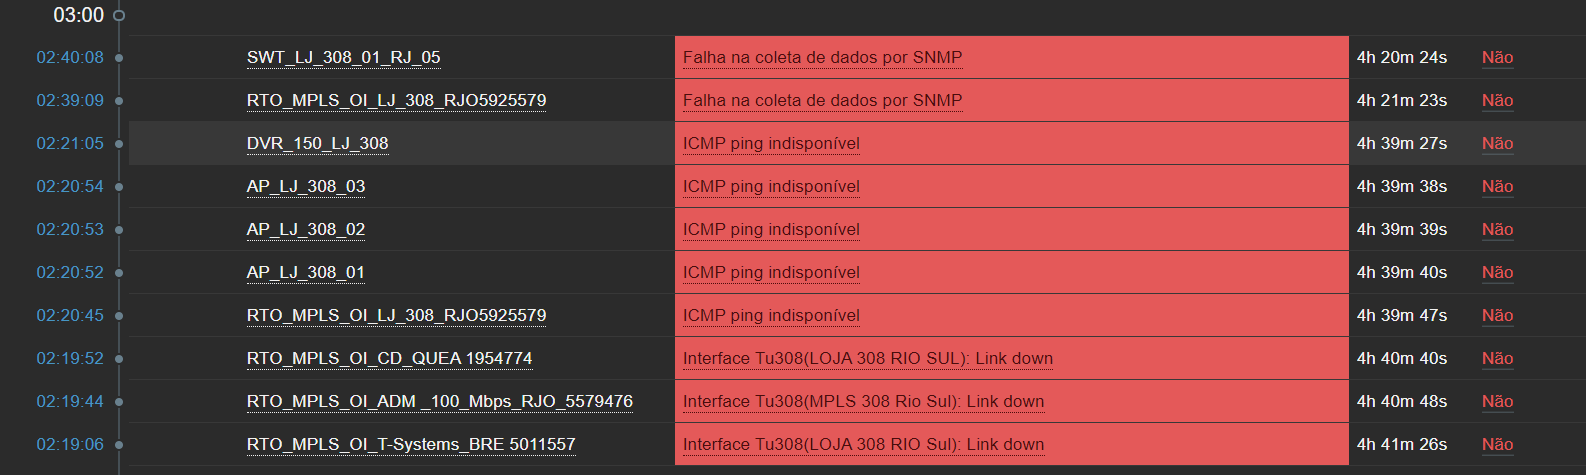 03:00
02:40:08 SWT_LJ_308_01_RJ_05 Falha na coleta de dados por SNMP 4h 20m 24s Não
02:39:09 RTO_MPLS_OI_LJ_308_RJO5925579 Falha na coleta de dados por SNMP 4h 21m 23s Não
02:21:05 DVR_150_LJ_308 ICMP ping indisponível 4h 39m 27s Não
02:20:54 AP_LJ_308_03 ICMP ping indisponível 4h 39m 38s Não
02:20:53 AP_LJ_308_02 ICMP ping indisponível 4h 39m 39s Não
02:20:52 AP_LJ_308_01 ICMP ping indisponível 4h 39m 40s Não
02:20:45 RTO_MPLS_OI_LJ_308_RJO5925579 ICMP ping indisponível 4h 39m 47s Não
02:19:52 RTO_MPLS_OI_CD_QUEA 1954774 Interface Tu308(LOJA 308 RIO SUL): Link down 4h 40m 40s Não
02:19:44 RTO_MPLS_OI_ADM _100_Mbps_RJO_5579476 Interface Tu308(MPLS 308 Rio Sul): Link down 4h 40m 48s Não
02:19:06 RTO_MPLS_OI_T-Systems_BRE 5011557 Interface Tu308(LOJA 308 RIO Sul): Link down 4h 41m 26s Não